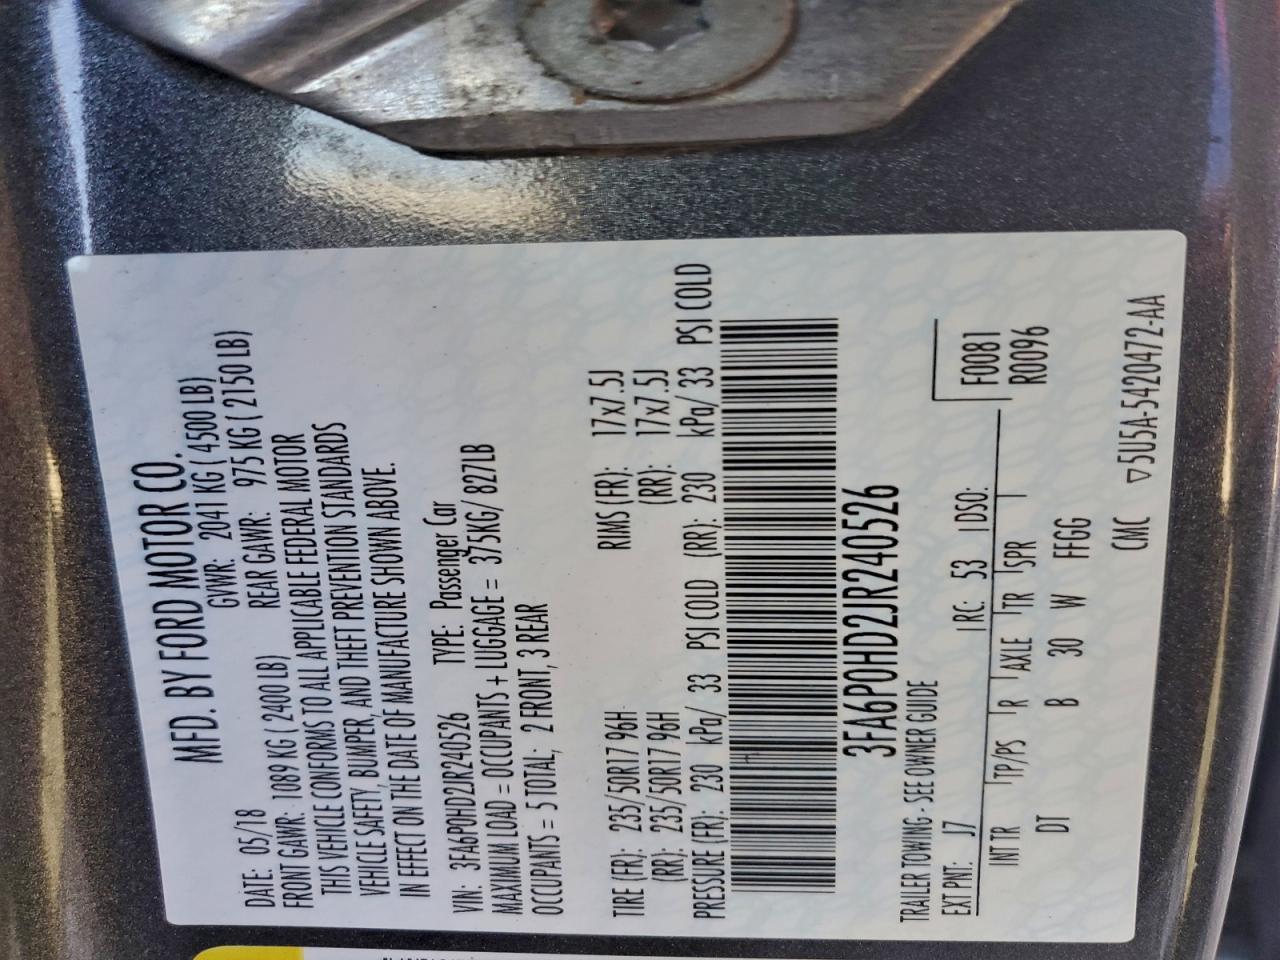 MFD. BY FORD MOTOR CO.
DATE: 05/18 GVWR: 2041 KG ( 4500 LB)
FRONT GAWR: 1089 KG ( 2400 LB) REAR GAWR: 975 KG ( 2150 LB)
THIS VEHICLE CONFORMS TO ALL APPLICABLE FEDERAL MOTOR
VEHICLE SAFETY, BUMPER, AND THEFT PREVENTION STANDARDS
IN EFFECT ON THE DATE OF MANUFACTURE SHOWN ABOVE.
VIN: 3FA6P0HD2JR240526 TYPE: Passenger Car
MAXIMUM LOAD = OCCUPANTS + LUGGAGE = 375KG/ 827LB
OCCUPANTS = 5 TOTAL; 2 FRONT, 3 REAR
TIRE (FR): 235/50R17 96H RIMS (FR): 17x7.5J
(RR): 235/50R17 96H (RR): 17x7.5J
PRESSURE (FR): 230 kPa/ 33 PSI COLD (RR): 230 kPa/ 33 PSI COLD
3FA6P0HD2JR240526
TRAILER TOWING - SEE OWNER GUIDE
EXT PNT: J7 RC: 53 DSO: F0081
INT TR TP/PS R AXLE TR SPR R0096
DT B 30 W FFGG
CMC ▽5U5A-5420472-AA